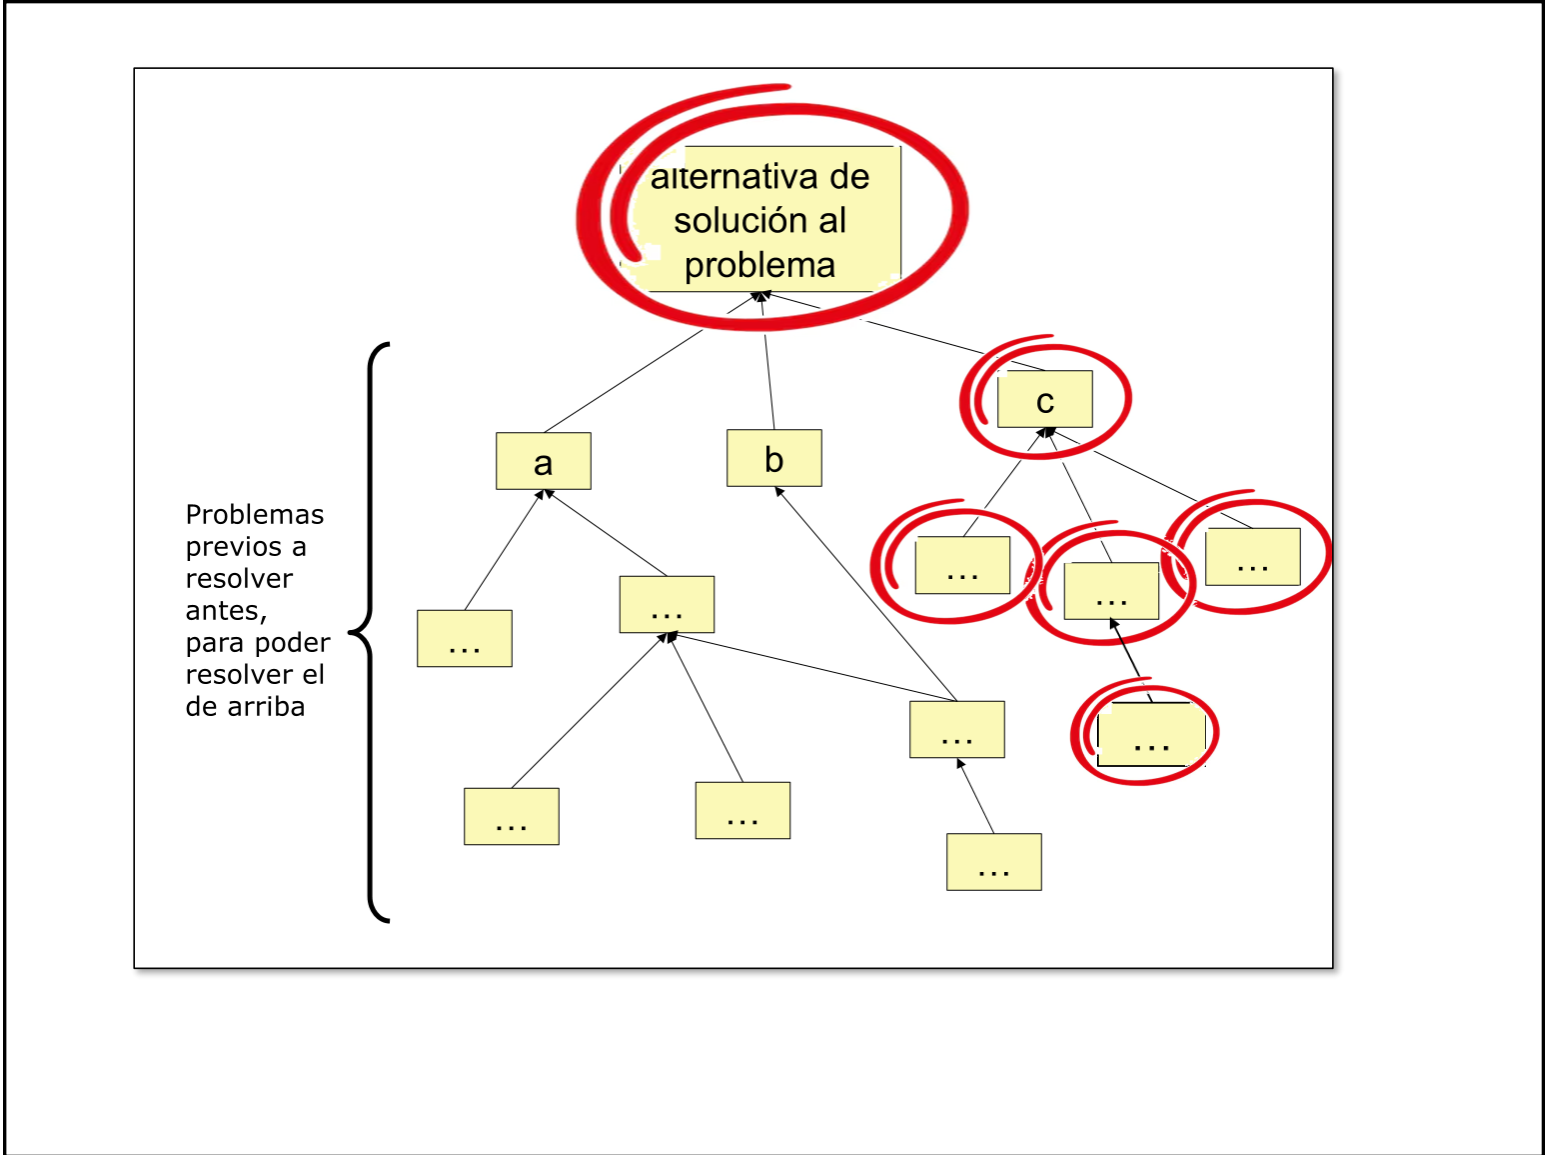 alternativa de
solución al
problema
c
a
b
Problemas
previos a
resolver
antes,
para poder
resolver el
de arriba
...
...
...
...
...
...
...
...
...
...